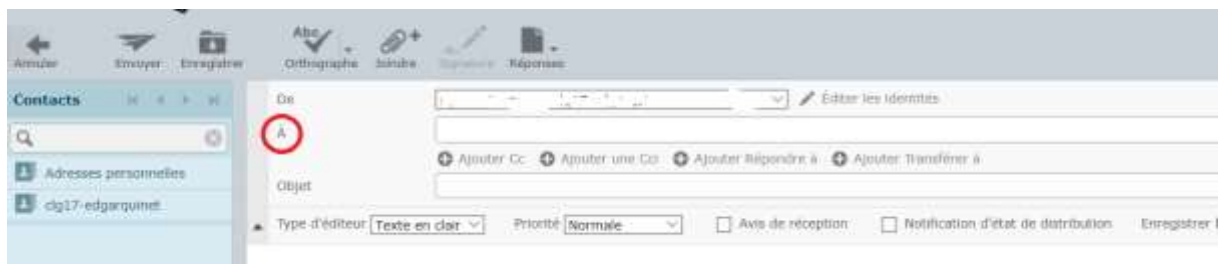 Annuler Envoyer Enregistrer Abc Orthographe Joindre Signature Réponses
Contacts
De
Éditer les identités
À
Ajouter Cc Ajouter une Cci Ajouter Répondre à Ajouter Transférer à
Adresses personnelles
Objet
clg17-edgarquinet
Type d'éditeur Texte en clair Priorité Normale Avis de réception Notification d'état de distribution Enregistrer